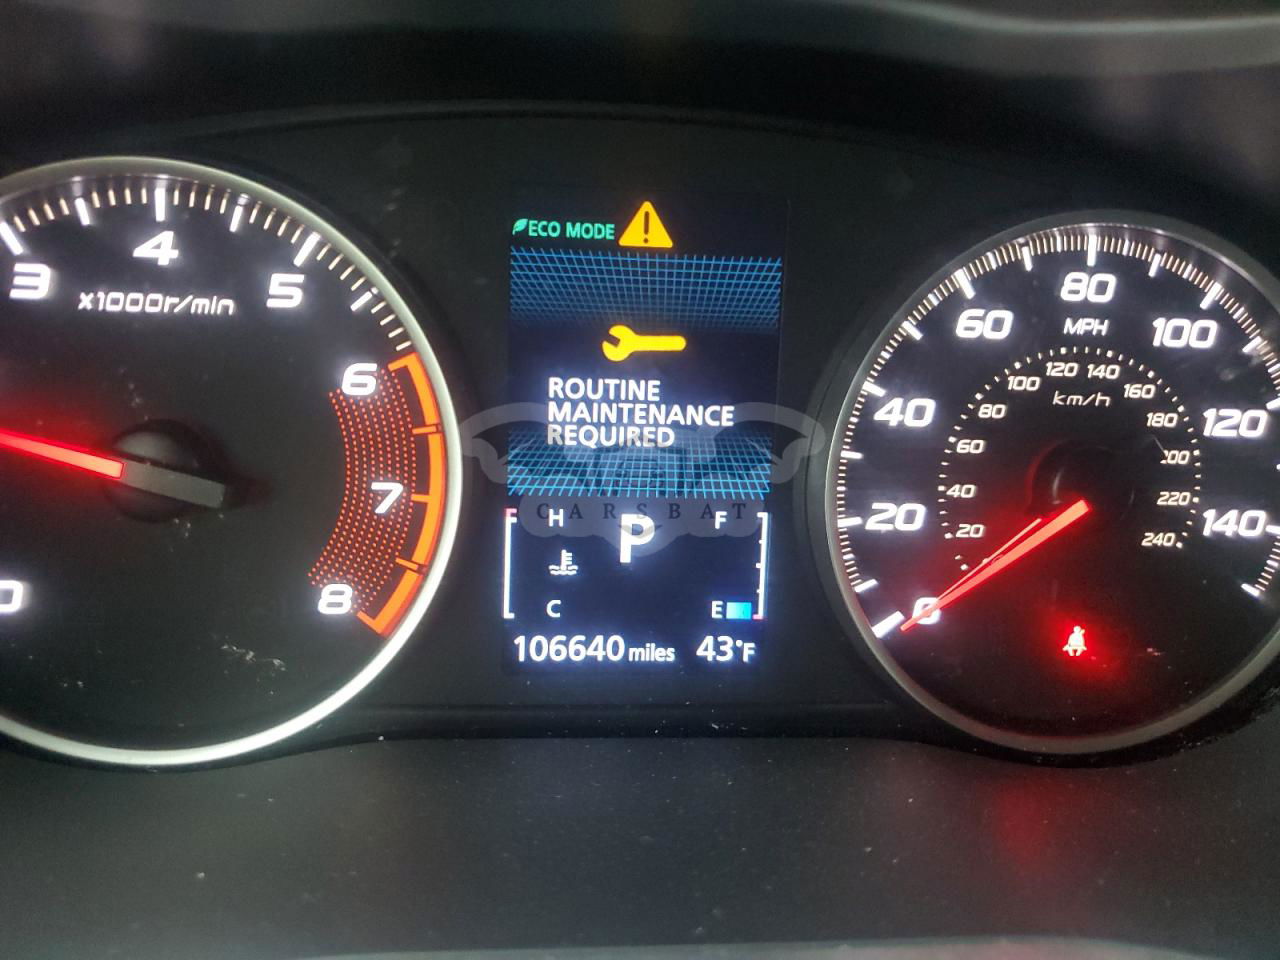 3
4
5
6
7
8
0
x1000r/min
ECO MODE
ROUTINE
MAINTENANCE
REQUIRED
CARSBAT
H
F
P
C
E
106640 miles 43°F
0
20
40
60
80
100
120
140
MPH
km/h
20
40
60
80
100
120
140
160
180
200
220
240